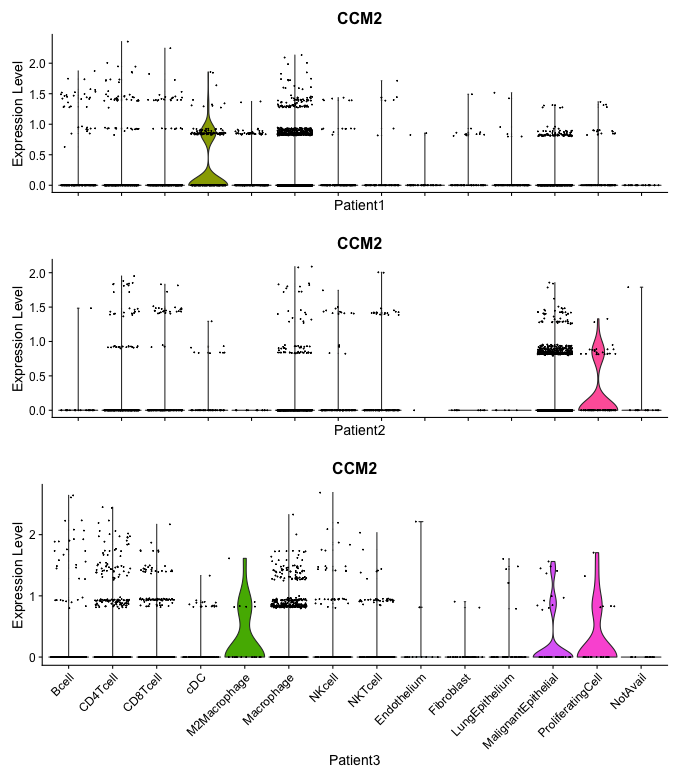 CCM2
Expression Level
2.0
1.5
1.0
0.5
0.0
Patient1
CCM2
Expression Level
2.0
1.5
1.0
0.5
0.0
Patient2
CCM2
Expression Level
2
1
0
Bcell
CD4Tcell
CD8Tcell
cDC
M2Macrophage
Macrophage
NKcell
NKTcell
Endothelium
Fibroblast
LungEpithelium
MalignantEpithelial
ProliferatingCell
NotAvail
Patient3